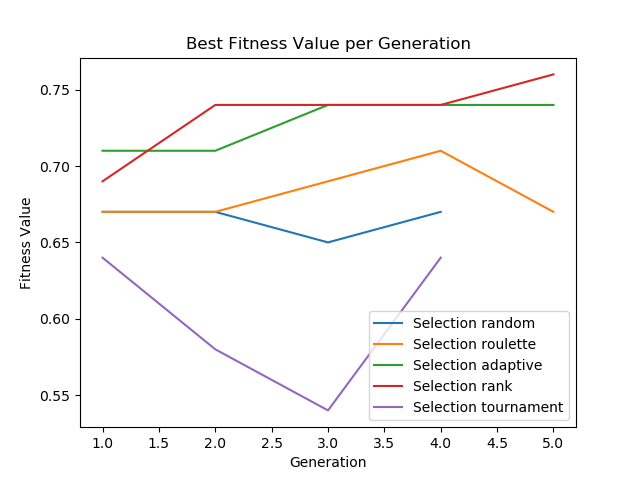 Best Fitness Value per Generation
0.75
0.70
0.65
0.60
0.55
Fitness Value
Selection random
Selection roulette
Selection adaptive
Selection rank
Selection tournament
1.0 1.5 2.0 2.5 3.0 3.5 4.0 4.5 5.0
Generation